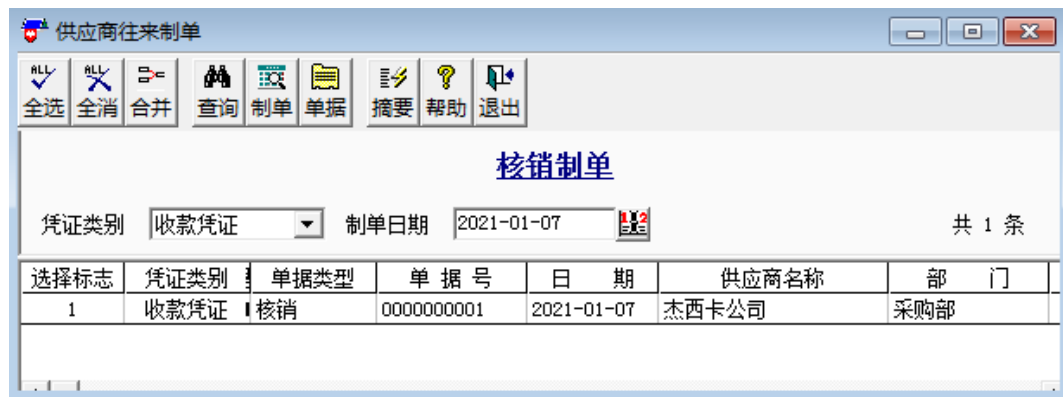 供应商往来制单
全选 全消 合并 查询 制单 单据 摘要 帮助 退出
核销制单
凭证类别 收款凭证 制单日期 2021-01-07 共 1 条
选择标志 凭证类别 单据类型 单据号 日期 供应商名称 部门
1 收款凭证 核销 0000000001 2021-01-07 杰西卡公司 采购部